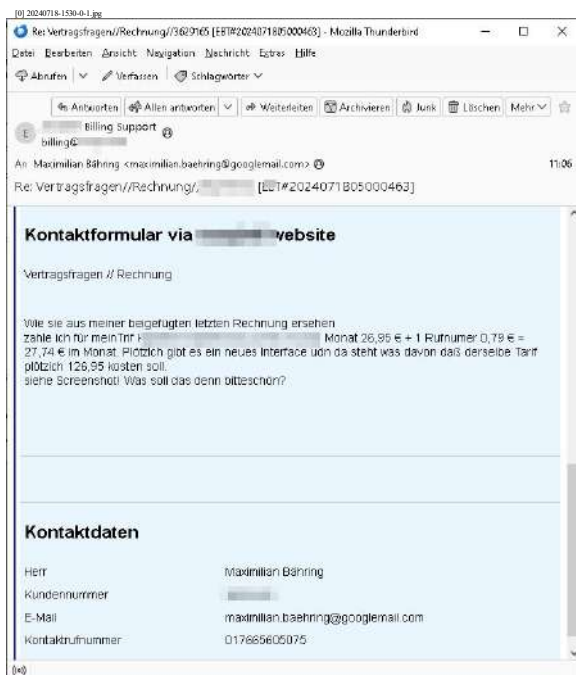 [0] 20240718-1530-0-1.jpg
Re: Vertragsfragen//Rechnung//3629165 [EBT#2024071805000463] - Mozilla Thunderbird
Datei Bearbeiten Ansicht Navigation Nachricht Extras Hilfe
Abrufen Verfassen Schlagwörter
Antworten Allen antworten Weiterleiten Archivieren Junk Löschen Mehr
E Billing Support
billing@
An Maximilian Bähring <maximilian.baehring@googlemail.com> 11:06
Re: Vertragsfragen//Rechnung/ [EBT#2024071805000463]
Kontaktformular via website
Vertragsfragen // Rechnung
Wie sie aus meiner beigefügten letzten Rechnung ersehen
zahle ich für mein Trif Monat 26,95 € + 1 Rufnumer 0,79 € =
27,74 € im Monat. Plötzich gibt es ein neues Interface udn da steht was davon daß derselbe Tarif
plötzich 126,95 kosten soll.
siehe Screenshot! Was soll das denn bitteschön?
Kontaktdaten
Herr Maximilian Bähring
Kundennummer
E-Mail maximilian.baehring@googlemail.com
Kontaktrufnummer 017665605075